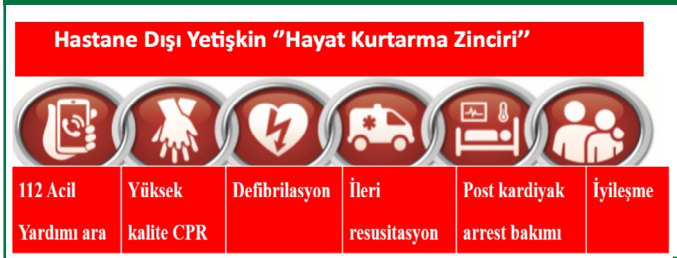 Hastane Dışı Yetişkin ‘’Hayat Kurtarma Zinciri’’
112 Acil
Yardımı ara
Yüksek
kalite CPR
Defibrilasyon
İleri
resusitasyon
Post kardiyak
arrest bakımı
İyileşme